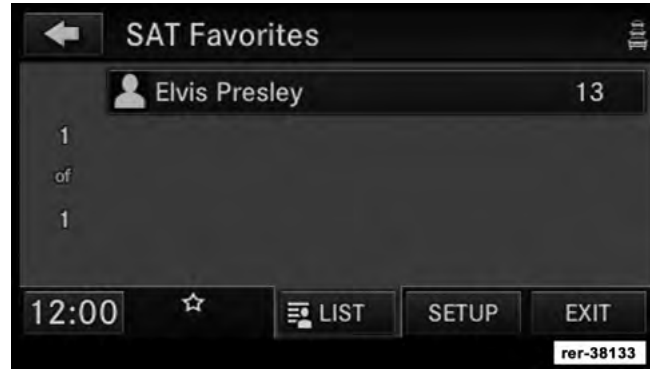 SAT Favorites
Elvis Presley 13
1
of
1
12:00 LIST SETUP EXIT
rer-38133